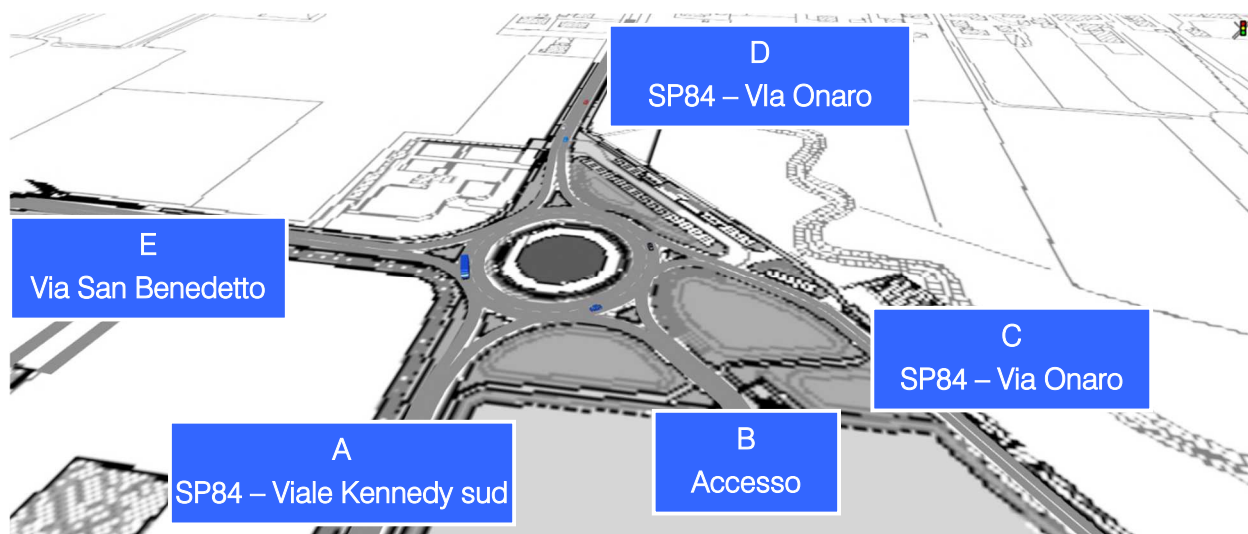 D
SP84 – VIa Onaro
E
Via San Benedetto
C
SP84 – Via Onaro
A
SP84 – Viale Kennedy sud
B
Accesso